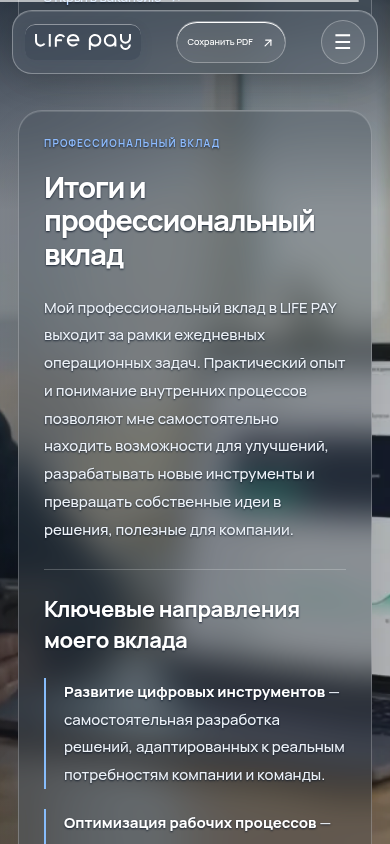 LIFE PAY
Сохранить PDF
ПРОФЕССИОНАЛЬНЫЙ ВКЛАД
Итоги и
профессиональный
вклад
Мой профессиональный вклад в LIFE PAY
выходит за рамки ежедневных
операционных задач. Практический опыт
и понимание внутренних процессов
позволяют мне самостоятельно
находить возможности для улучшений,
разрабатывать новые инструменты и
превращать собственные идеи в
решения, полезные для компании.
Ключевые направления
моего вклада
Развитие цифровых инструментов —
самостоятельная разработка
решений, адаптированных к реальным
потребностям компании и команды.
Оптимизация рабочих процессов —